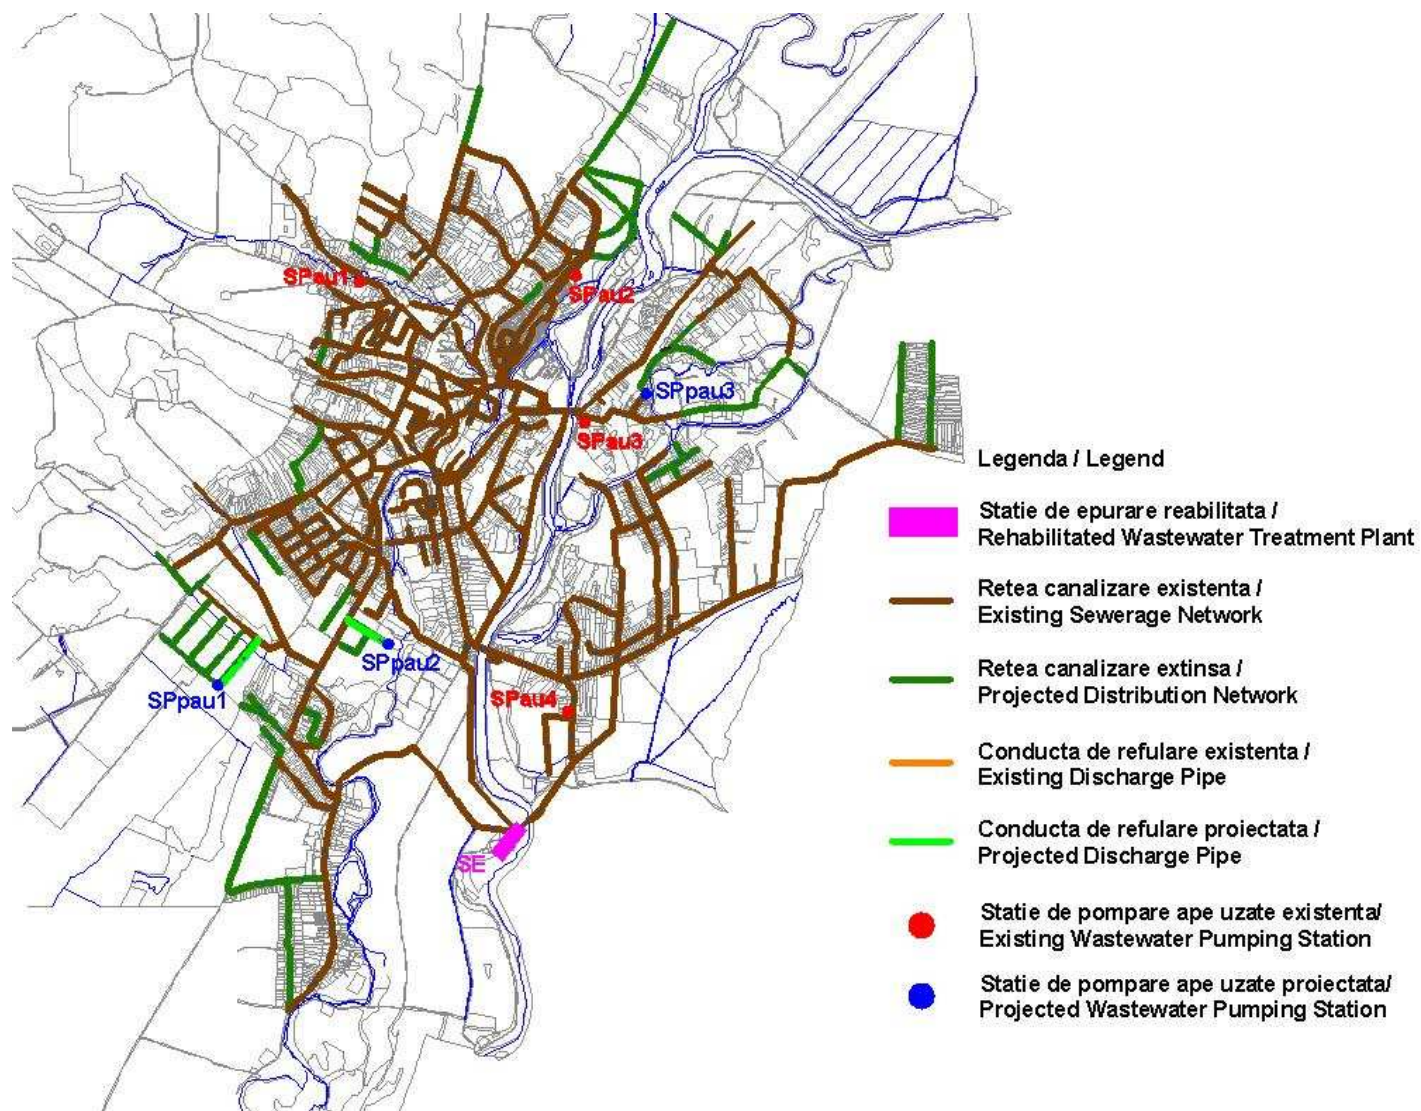 SPau1
SPau2
SPpau3
SPau3
SPpau2
SPpau1
SPau4
SE
Legenda / Legend
Statie de epurare reabilitata /
Rehabilitated Wastewater Treatment Plant
Retea canalizare existenta /
Existing Sewerage Network
Retea canalizare extinsa /
Projected Distribution Network
Conducta de refulare existenta /
Existing Discharge Pipe
Conducta de refulare proiectata /
Projected Discharge Pipe
Statie de pompare ape uzate existenta/
Existing Wastewater Pumping Station
Statie de pompare ape uzate proiectata/
Projected Wastewater Pumping Station